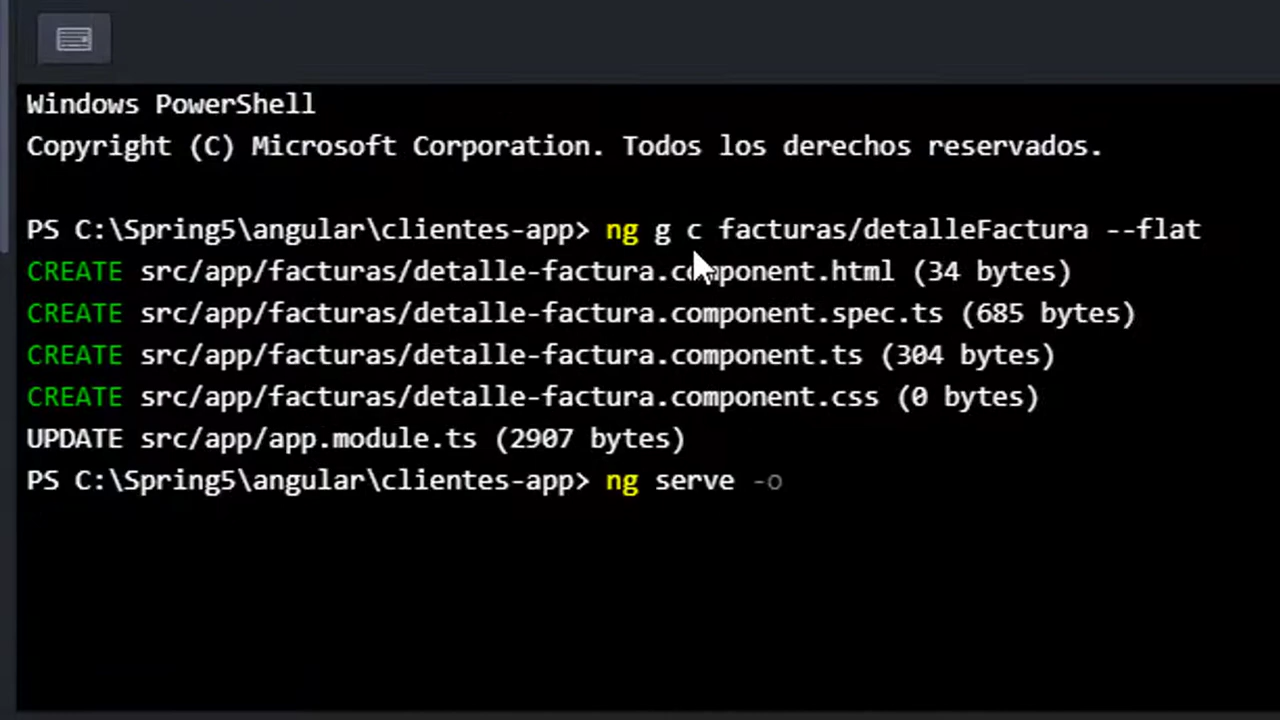 Windows PowerShell
Copyright (C) Microsoft Corporation. Todos los derechos reservados.
PS C:\Spring5\angular\clientes-app> ng g c facturas/detalleFactura --flat
CREATE src/app/facturas/detalle-factura.component.html (34 bytes)
CREATE src/app/facturas/detalle-factura.component.spec.ts (685 bytes)
CREATE src/app/facturas/detalle-factura.component.ts (304 bytes)
CREATE src/app/facturas/detalle-factura.component.css (0 bytes)
UPDATE src/app/app.module.ts (2907 bytes)
PS C:\Spring5\angular\clientes-app> ng serve -o